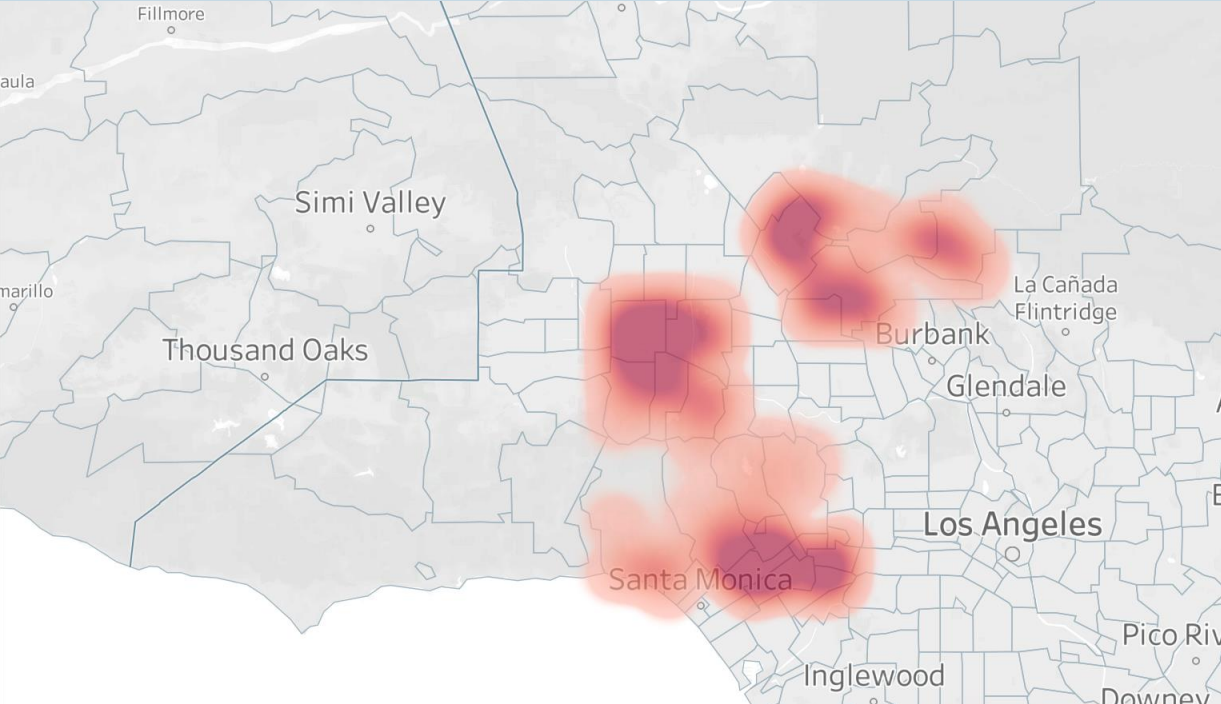 Fillmore
aula
Simi Valley
marillo
La Cañada
Flintridge
Burbank
Thousand Oaks
Glendale
Los Angeles
Santa Monica
Pico Riv
Inglewood
Downey